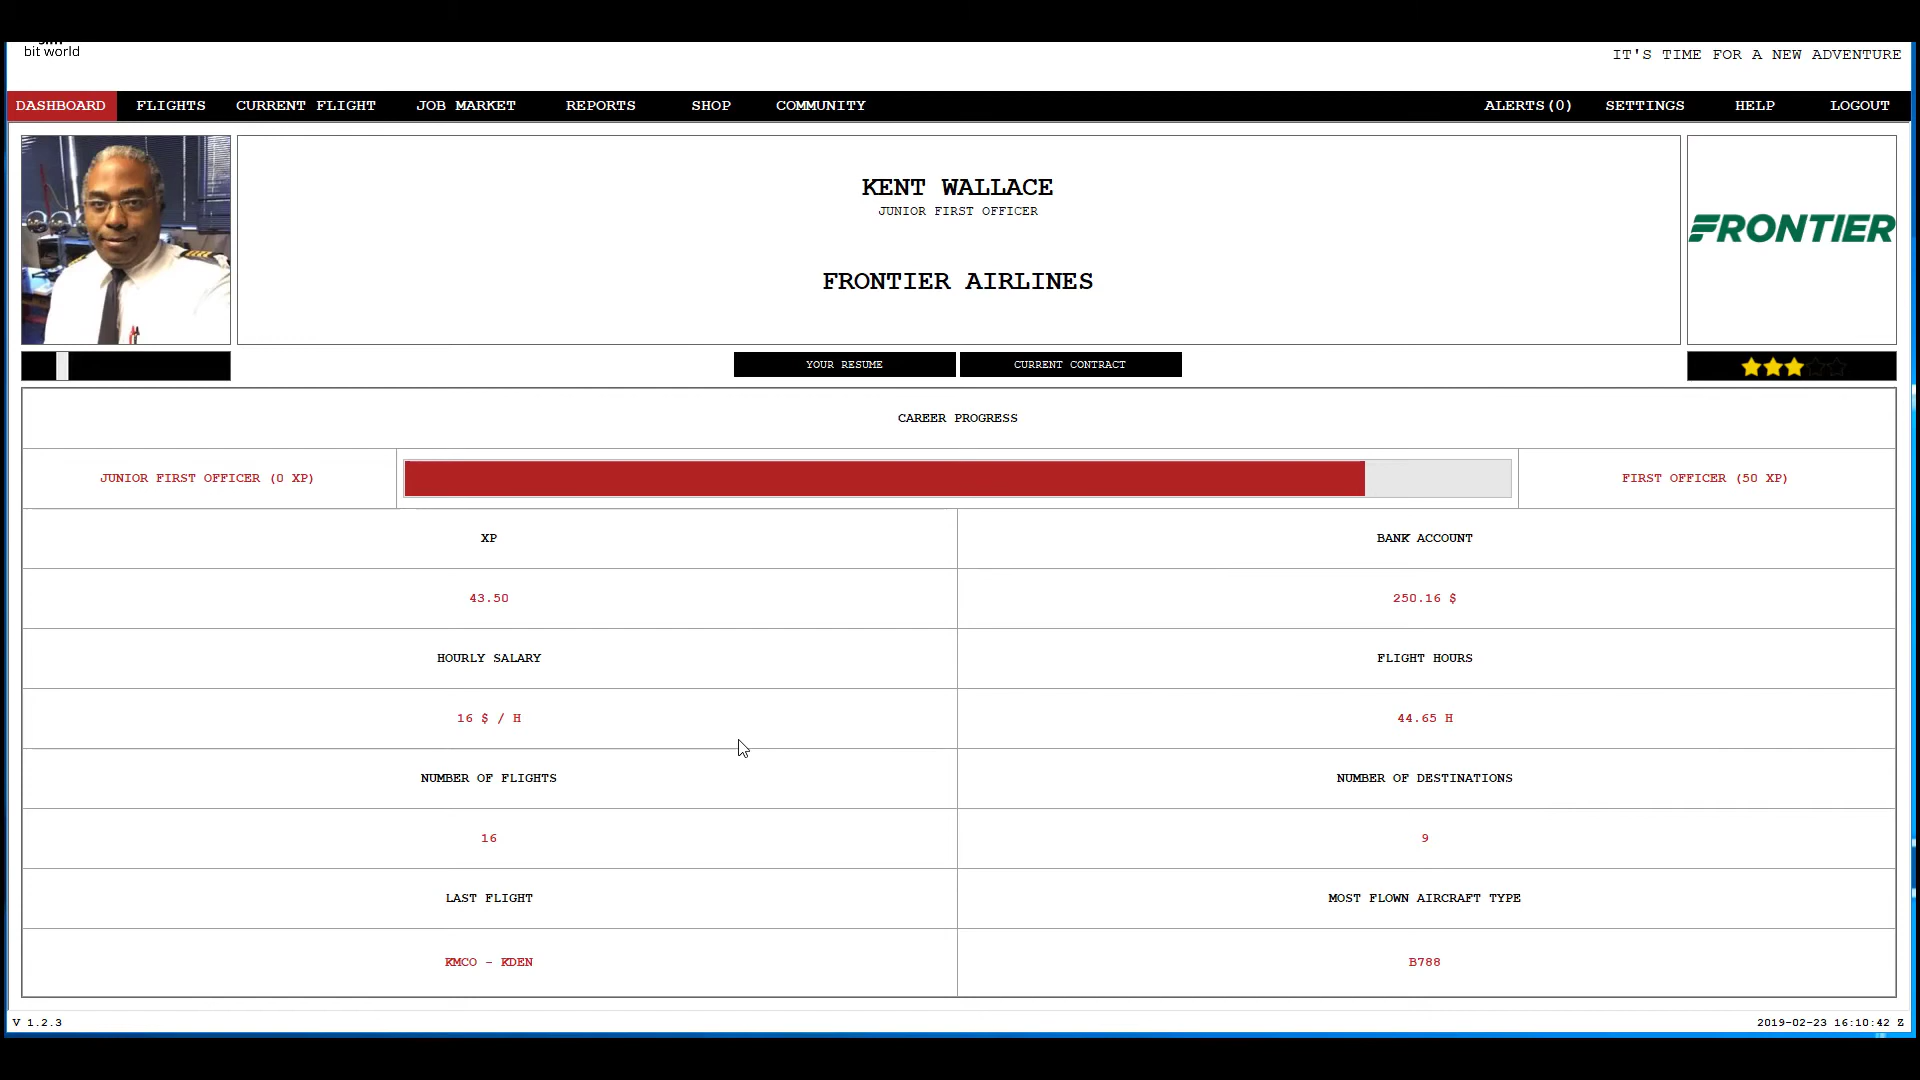 bit world
IT'S TIME FOR A NEW ADVENTURE
DASHBOARD FLIGHTS CURRENT FLIGHT JOB MARKET REPORTS SHOP COMMUNITY ALERTS(0) SETTINGS HELP LOGOUT
KENT WALLACE
JUNIOR FIRST OFFICER
FRONTIER AIRLINES
FRONTIER
YOUR RESUME CURRENT CONTRACT
CAREER PROGRESS
JUNIOR FIRST OFFICER (0 XP) FIRST OFFICER (50 XP)
XP BANK ACCOUNT
43.50 250.16 $
HOURLY SALARY FLIGHT HOURS
16 $ / H 44.65 H
NUMBER OF FLIGHTS NUMBER OF DESTINATIONS
16 9
LAST FLIGHT MOST FLOWN AIRCRAFT TYPE
KMCO - KDEN B788
V 1.2.3 2019-02-23 16:10:42 Z